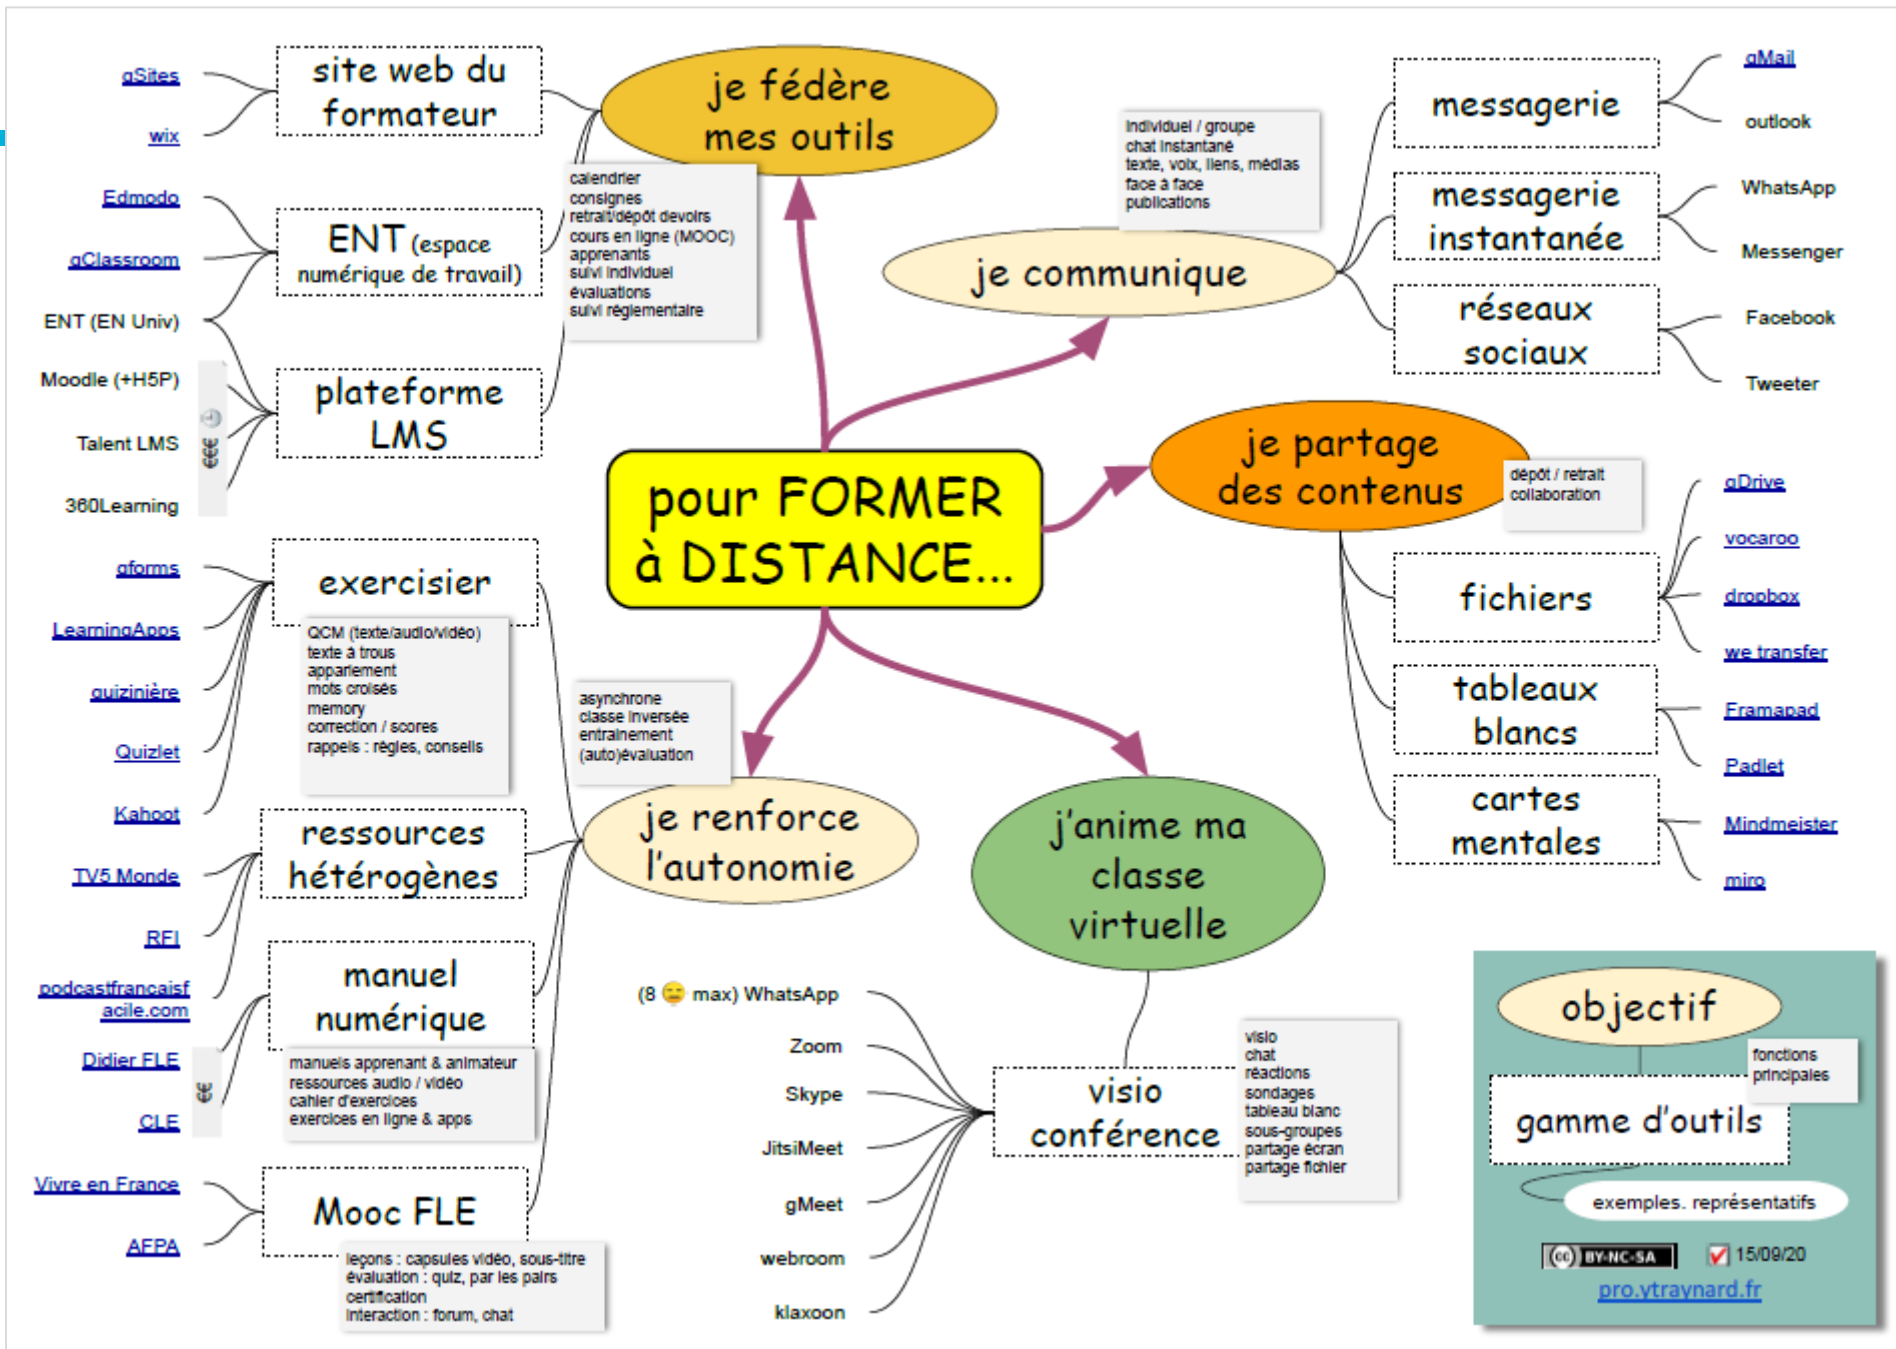 gSites
wix
site web du
formateur
je fédère
mes outils
calendrier
consignes
retrait/dépôt devoirs
cours en ligne (MOOC)
apprenants
suivi individuel
évaluations
suivi règlementaire
Edmodo
gClassroom
ENT (EN Univ)
ENT (espace
numérique de travail)
Moodle (+H5P)
Talent LMS
360Learning
€€€
plateforme
LMS
individuel / groupe
chat instantané
texte, voix, liens, médias
face à face
publications
je communique
messagerie
gMail
outlook
messagerie
instantanée
WhatsApp
Messenger
réseaux
sociaux
Facebook
Tweeter
pour FORMER
à DISTANCE...
je partage
des contenus
dépôt / retrait
collaboration
fichiers
gDrive
vocaroo
dropbox
we transfer
tableaux
blancs
Framapad
Padlet
cartes
mentales
Mindmeister
miro
gforms
LearningApps
quizinière
Quizlet
Kahoot
exercisier
QCM (texte/audio/vidéo)
texte à trous
appariement
mots croisés
memory
correction / scores
rappels : règles, conseils
asynchrone
classe inversée
entrainement
(auto)évaluation
je renforce
l'autonomie
ressources
hétérogènes
TV5 Monde
RFI
podcastfrancaisf
acile.com
manuel
numérique
manuels apprenant & animateur
ressources audio / vidéo
cahier d'exercices
exercices en ligne & apps
Didier FLE
CLE
€€
Mooc FLE
Vivre en France
AFPA
leçons : capsules vidéo, sous-titre
évaluation : quiz, par les pairs
certification
interaction : forum, chat
j'anime ma
classe
virtuelle
visio
conférence
visio
chat
réactions
sondages
tableau blanc
sous-groupes
partage écran
partage fichier
(8 max) WhatsApp
Zoom
Skype
JitsiMeet
gMeet
webroom
klaxoon
objectif
fonctions
principales
gamme d'outils
exemples. représentatifs
cc BY-NC-SA
15/09/20
pro.ytraynard.fr